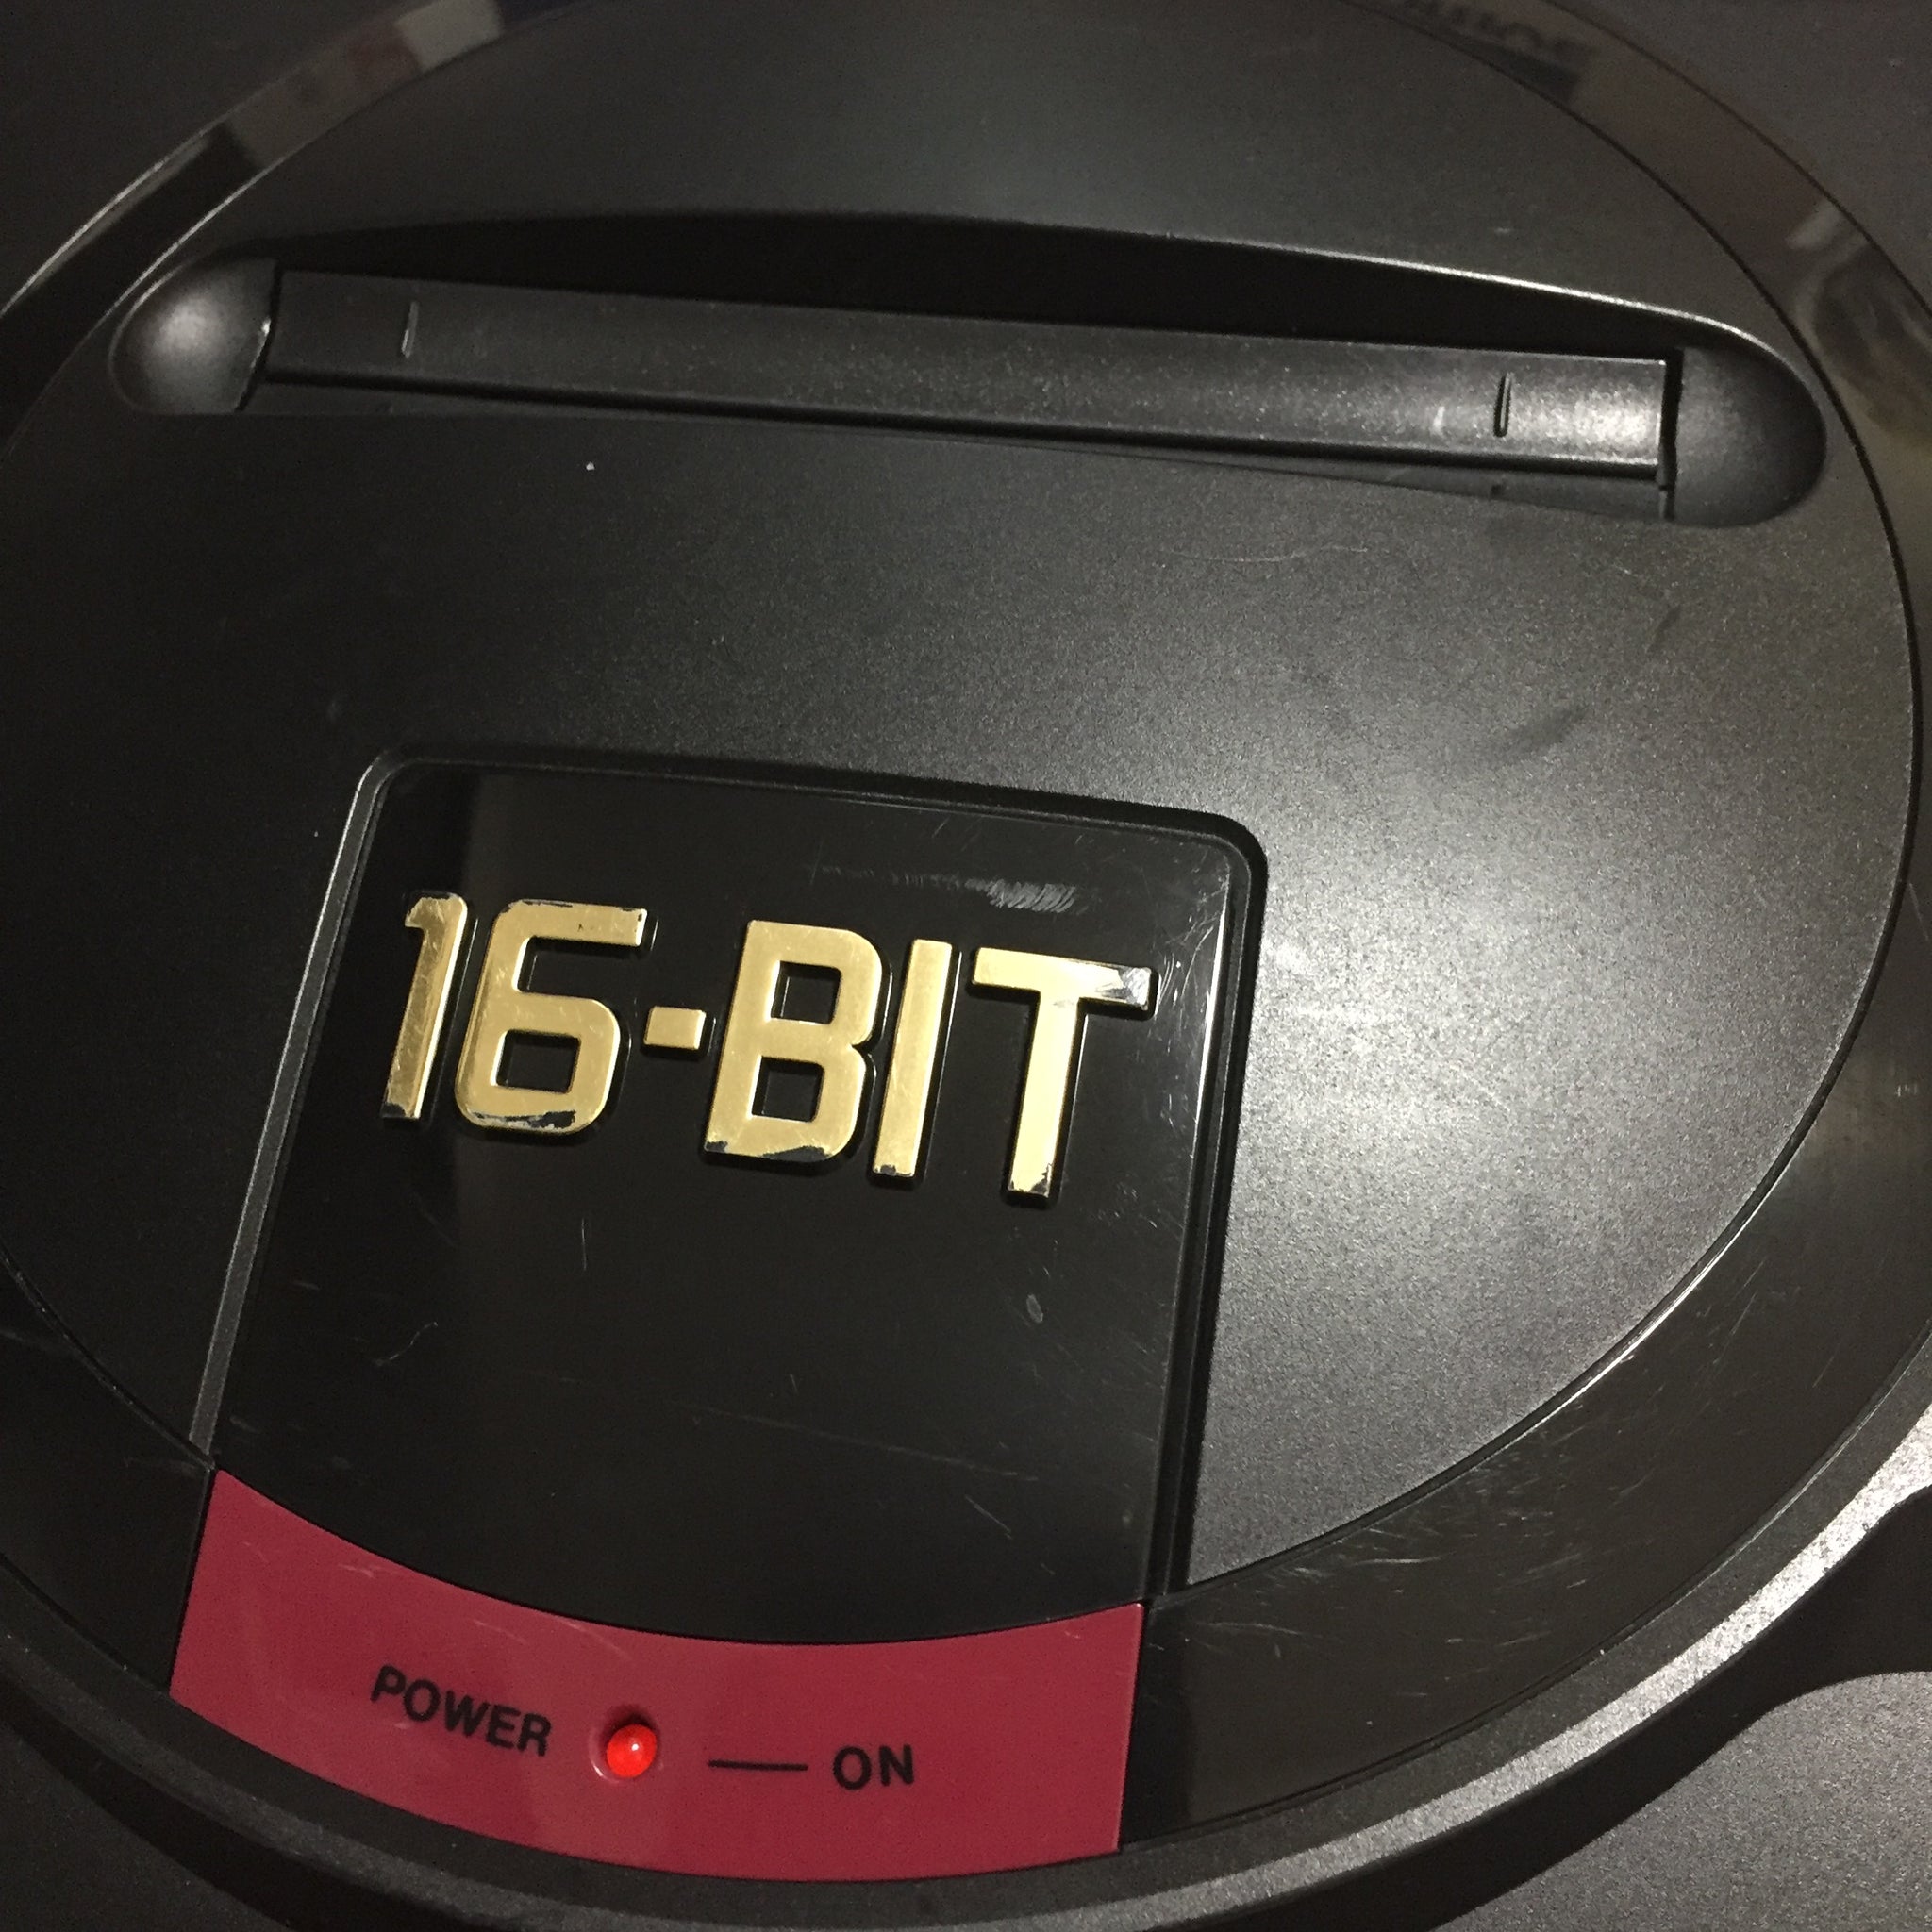 16-BIT
POWER — ON